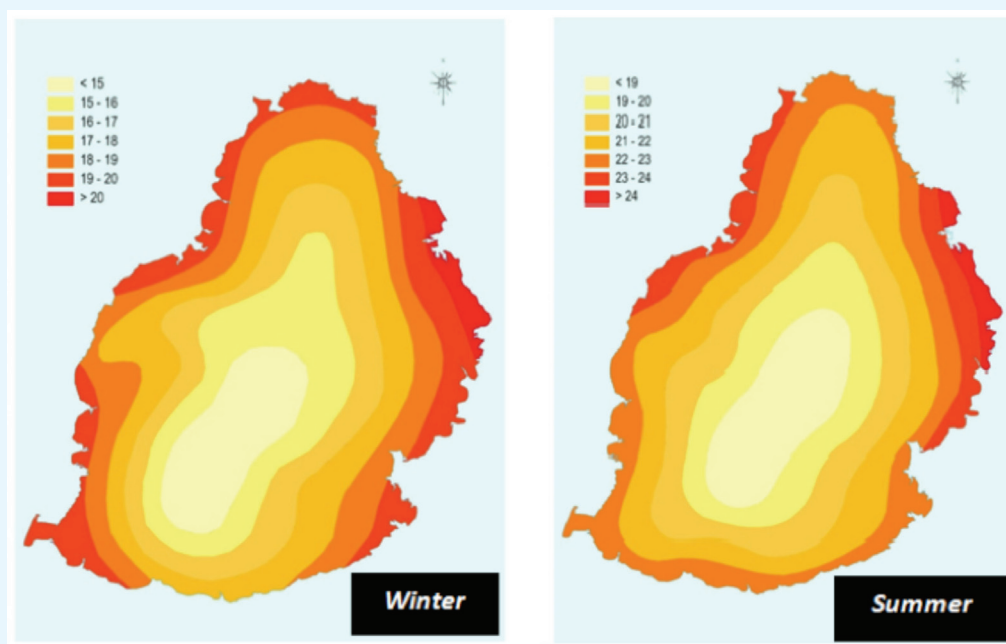 < 15
15 - 16
16 - 17
17 - 18
18 - 19
19 - 20
> 20
Winter
< 19
19 - 20
20 - 21
21 - 22
22 - 23
23 - 24
> 24
Summer